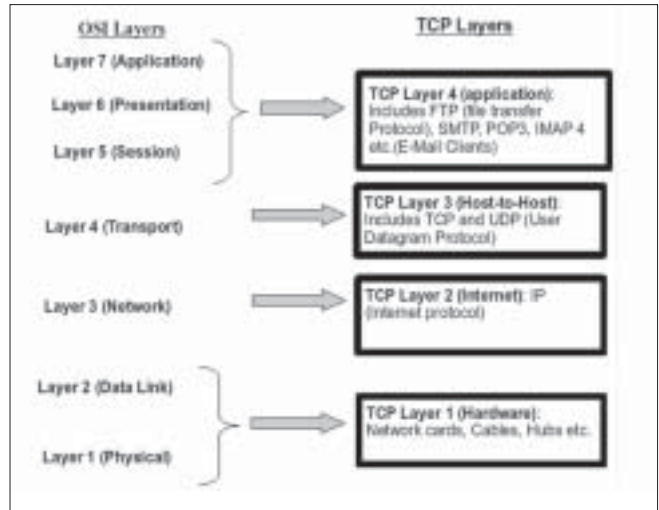 OSI Layers
TCP Layers
Layer 7 (Application)
Layer 6 (Presentation)
Layer 5 (Session)
TCP Layer 4 (application):
Includes FTP (file transfer
Protocol), SMTP, POP3, IMAP 4
etc.(E-Mail Clients)
Layer 4 (Transport)
TCP Layer 3 (Host-to-Host):
Includes TCP and UDP (User
Datagram Protocol)
Layer 3 (Network)
TCP Layer 2 (Internet): IP
(Internet protocol)
Layer 2 (Data Link)
Layer 1 (Physical)
TCP Layer 1 (Hardware):
Network cards, Cables, Hubs etc.